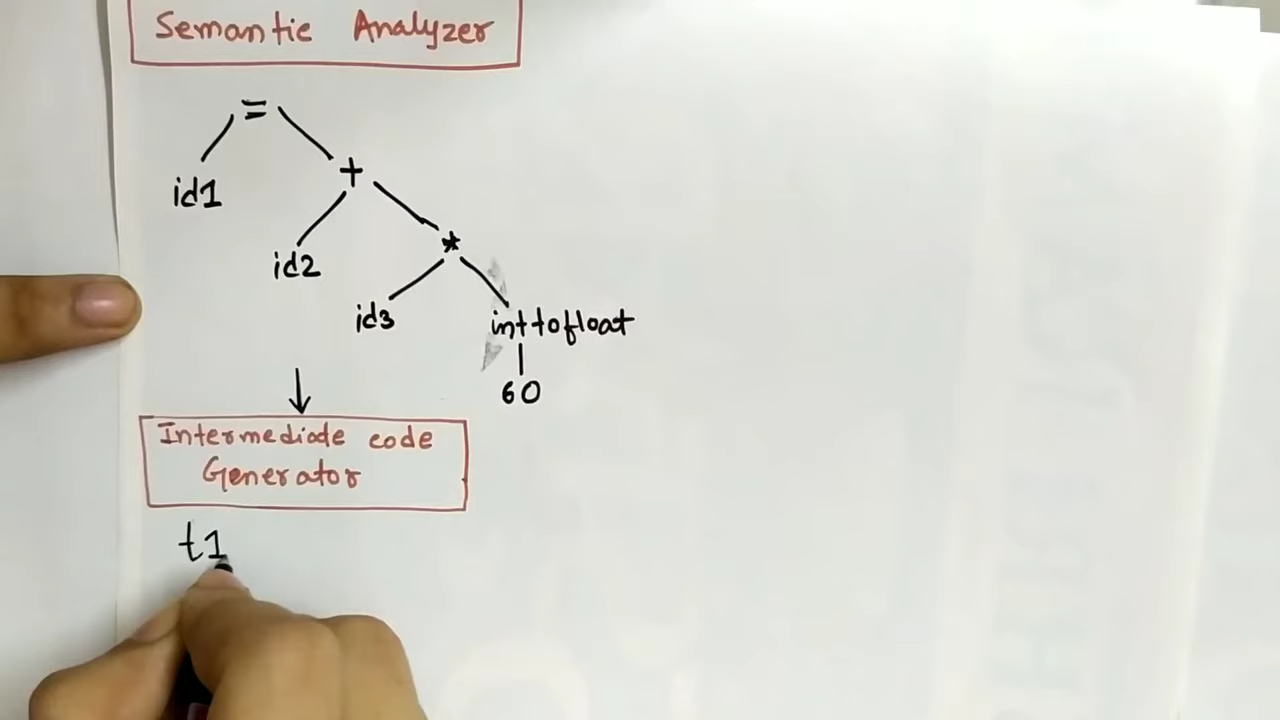 Semantic Analyzer
=
id1 +
id2 *
id3 inttofloat
60
Intermediate code
Generator
t1